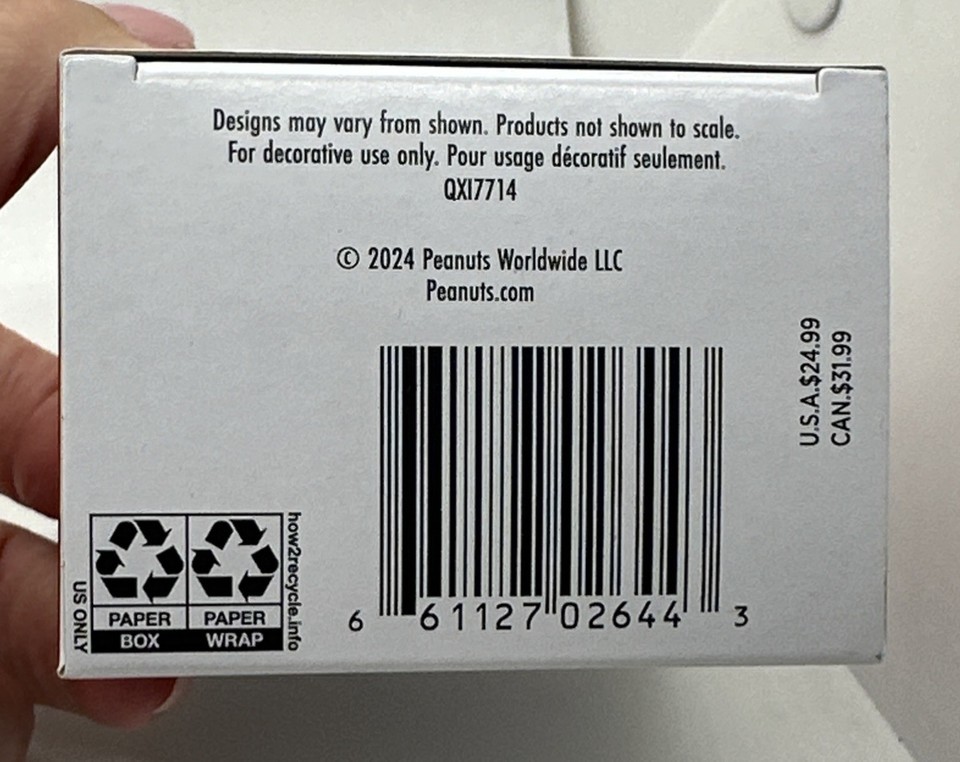 Designs may vary from shown. Products not shown to scale.
For decorative use only. Pour usage décoratif seulement.
QXI7714
© 2024 Peanuts Worldwide LLC
Peanuts.com
U.S.A.$24.99
CAN.$31.99
US ONLY
PAPER PAPER
BOX WRAP
how2recycle.info
6 61127 02644 3